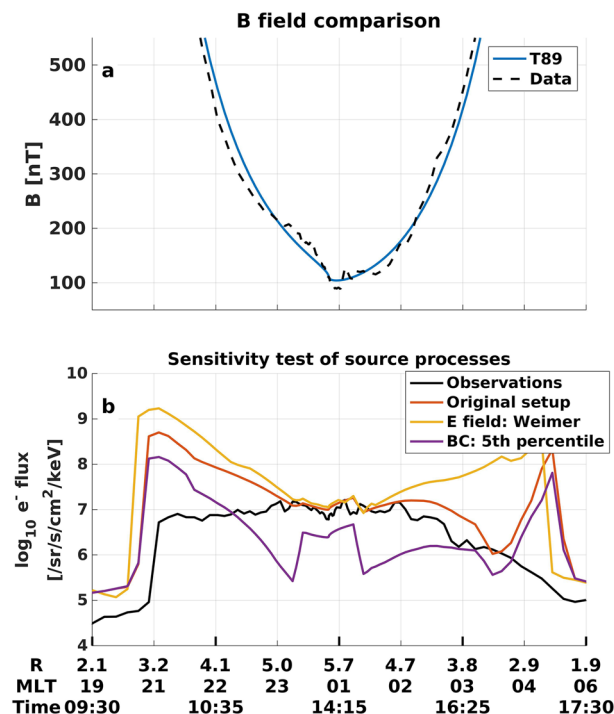 B field comparison
a
T89
Data
B [nT]
500
400
300
200
100
Sensitivity test of source processes
b
Observations
Original setup
E field: Weimer
BC: 5th percentile
log10 e- flux
[/sr/s/cm2/keV]
10
9
8
7
6
5
4
R 2.1 3.2 4.1 5.0 5.7 4.7 3.8 2.9 1.9
MLT 19 21 22 23 01 02 03 04 06
Time 09:30 10:35 14:15 16:25 17:30